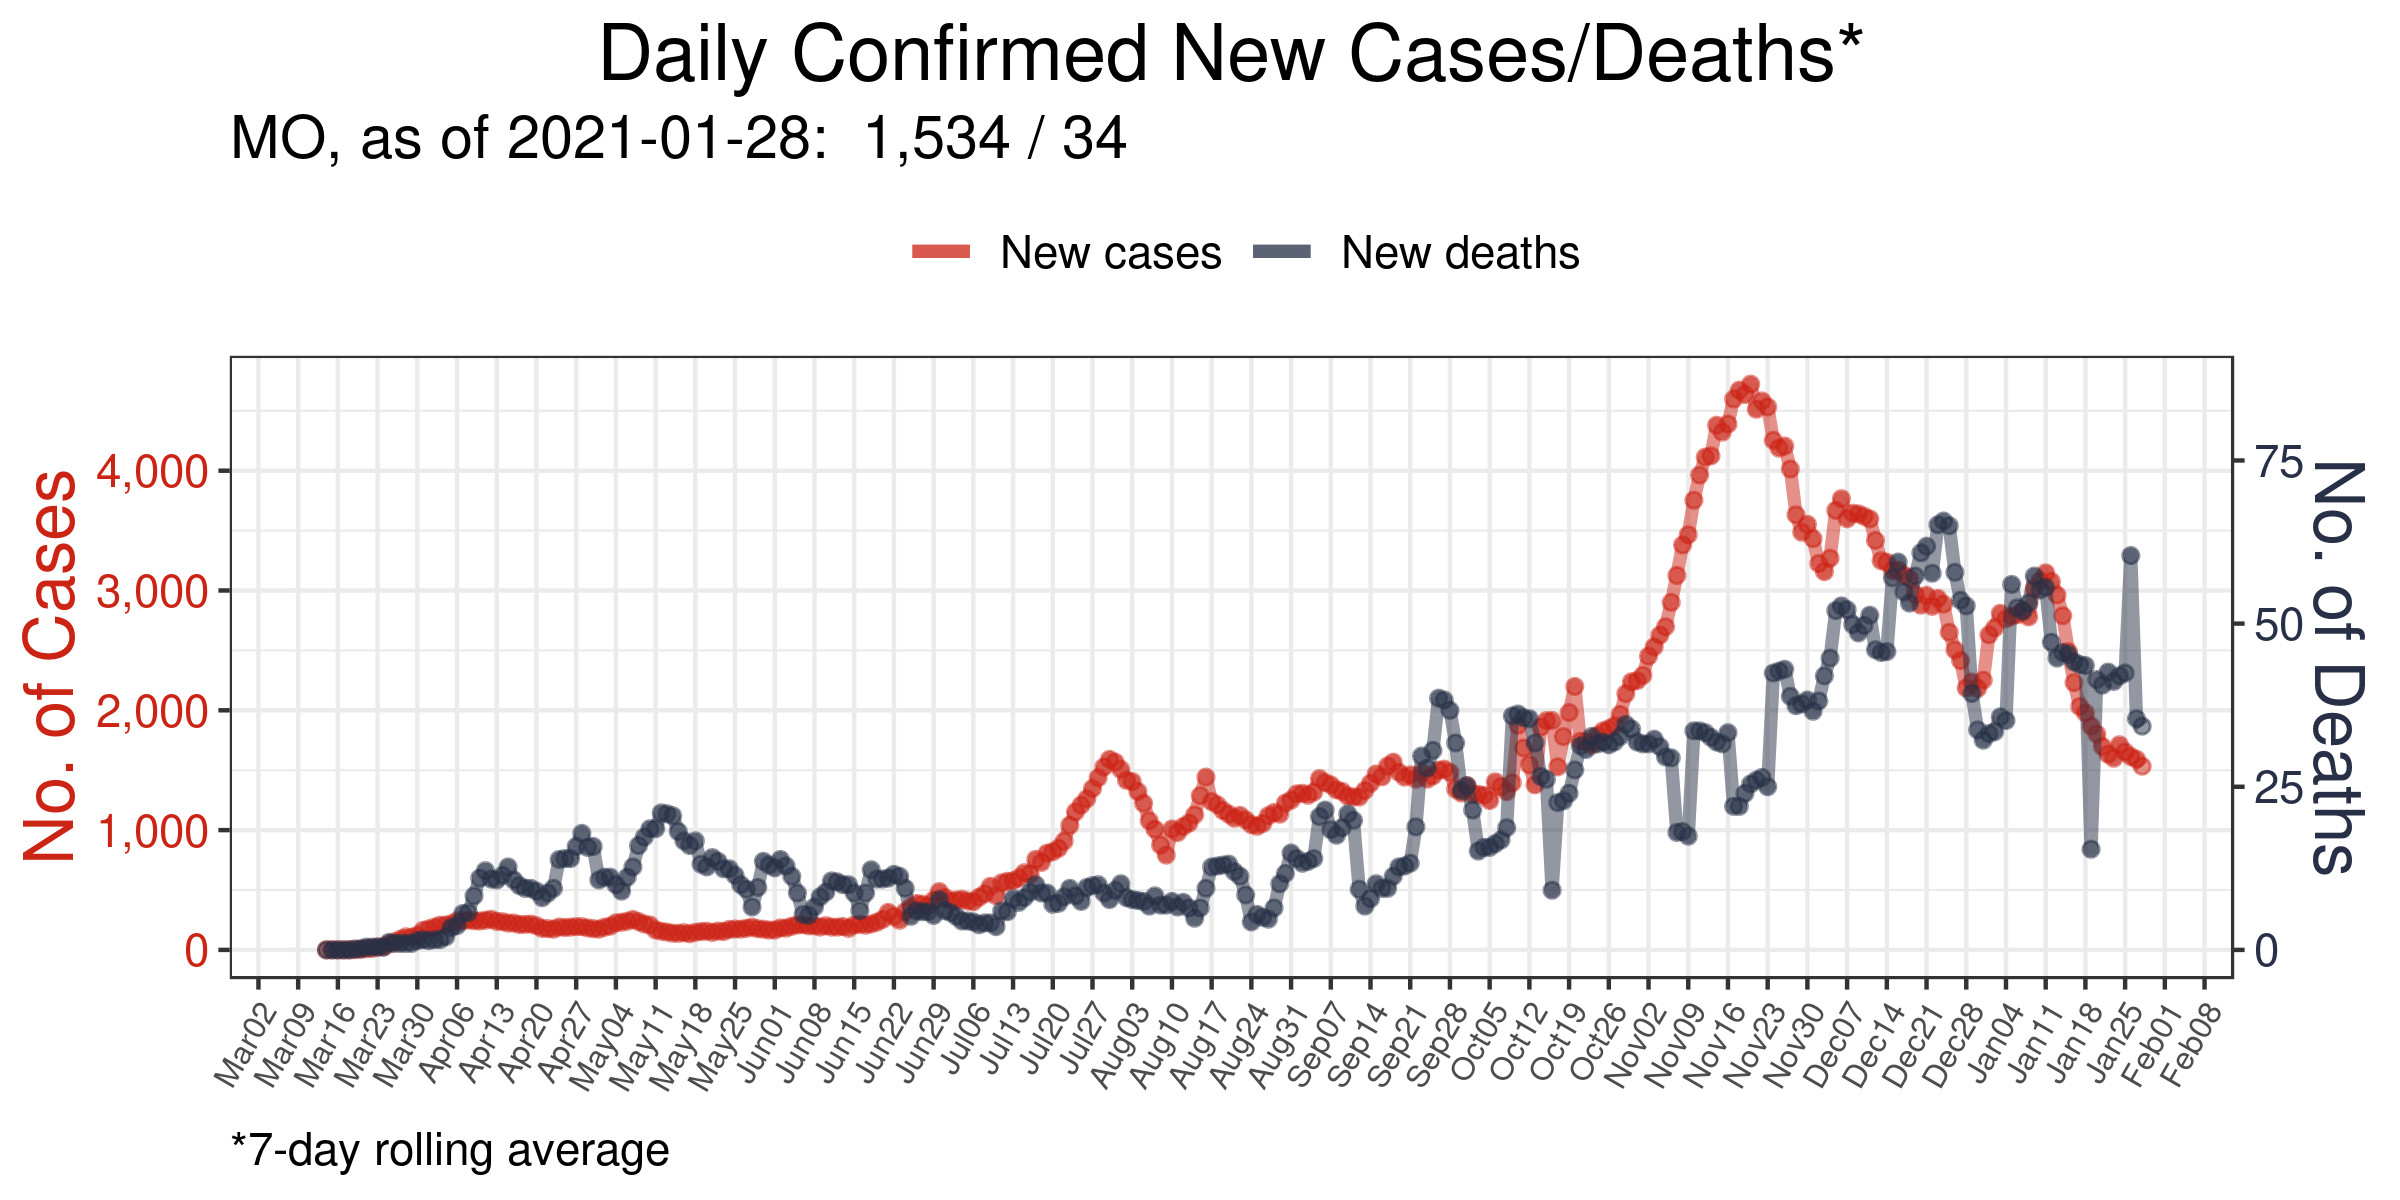 Daily Confirmed New Cases/Deaths*
MO, as of 2021-01-28:  1,534 / 34
New cases
New deaths
No. of Cases
4,000
3,000
2,000
1,000
0
75
50
25
0
No. of Deaths
Mar02
Mar09
Mar16
Mar23
Mar30
Apr06
Apr13
Apr20
Apr27
May04
May11
May18
May25
Jun01
Jun08
Jun15
Jun22
Jun29
Jul06
Jul13
Jul20
Jul27
Aug03
Aug10
Aug17
Aug24
Aug31
Sep07
Sep14
Sep21
Sep28
Oct05
Oct12
Oct19
Oct26
Nov02
Nov09
Nov16
Nov23
Nov30
Dec07
Dec14
Dec21
Dec28
Jan04
Jan11
Jan18
Jan25
Feb01
Feb08
*7-day rolling average